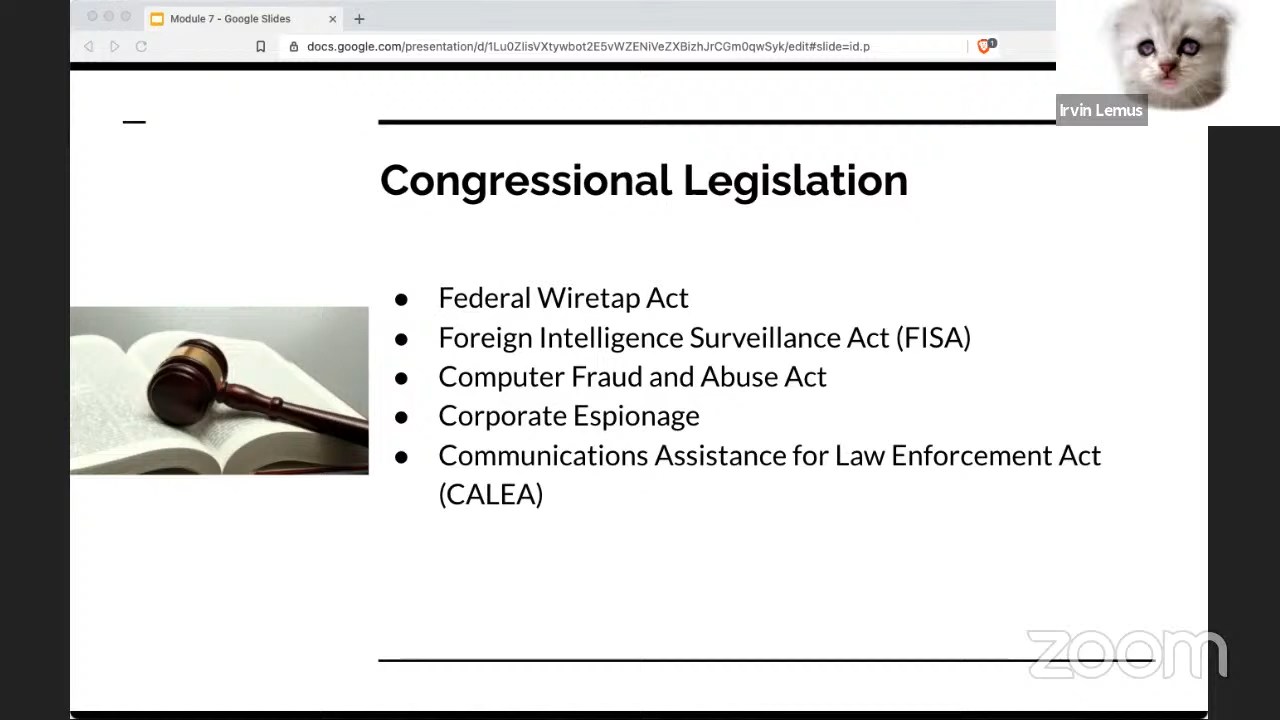 Module 7 - Google Slides
docs.google.com/presentation/d/1Lu0ZlisVXtywbot2E5vWZENiVeZXBizhJrCGm0qwSyk/edit#slide=id.p
1
Irvin Lemus
Congressional Legislation
● Federal Wiretap Act
● Foreign Intelligence Surveillance Act (FISA)
● Computer Fraud and Abuse Act
● Corporate Espionage
● Communications Assistance for Law Enforcement Act
(CALEA)
zoom